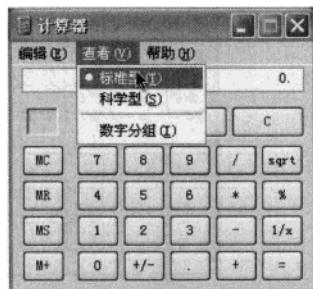 计算器
编辑(E) 查看(V) 帮助(H)
标准型(T) 0.
科学型(S)
C
数字分组(I)
MC 7 8 9 / sqrt
MR 4 5 6 * %
MS 1 2 3 - 1/x
M+ 0 +/- . + =